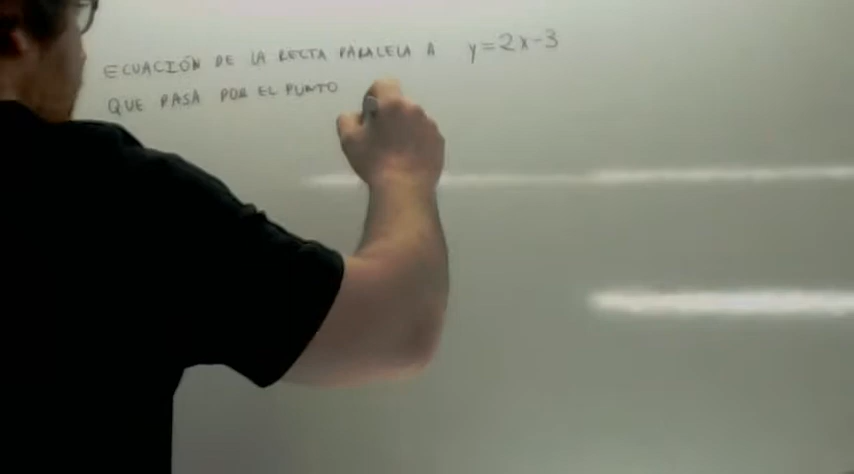 ECUACIÓN DE LA RECTA PARALELA A y=2x-3
QUE PASA POR EL PUNTO